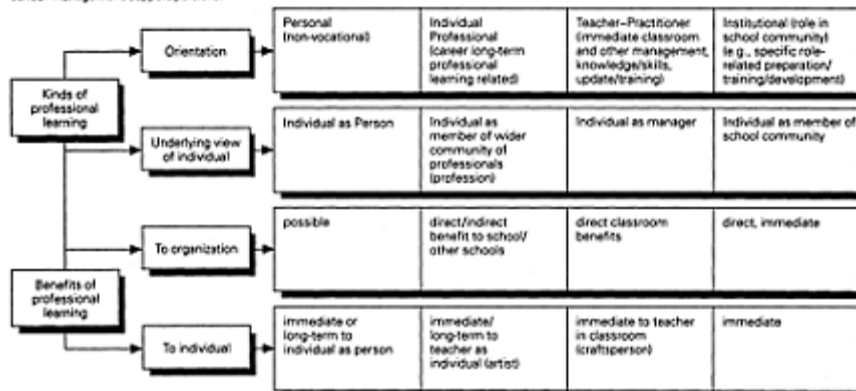 Kinds of
professional
learning
Orientation
Personal
(non-vocational)
Individual
Professional
(career long-term
professional
learning related)
Teacher–Practitioner
(immediate classroom
and other management,
knowledge/skills,
update/training)
Institutional (role in
school community)
(e.g., specific role-
related preparation/
training/development)
Underlying view
of individual
Individual as Person
Individual as
member of wider
community of
professionals
(profession)
Individual as manager
Individual as member of
school community
Benefits of
professional
learning
To organization
possible
direct/indirect
benefit to school/
other schools
direct classroom
benefits
direct, immediate
To individual
immediate or
long-term to
individual as person
immediate/
long-term to
teacher as
individual (artist)
immediate to teacher
in classroom
(craftsperson)
immediate